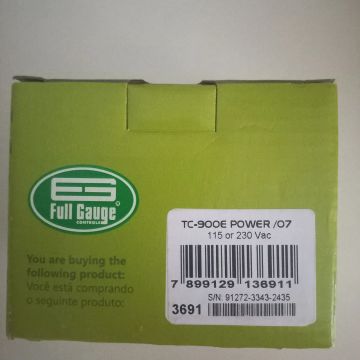 Full Gauge
CONTROLS
You are buying the
following product:
Você está comprando
o seguinte produto:
TC-900E POWER /07
115 or 230 Vac
7 899129 136911
S/N: 91272-3343-2435
3691